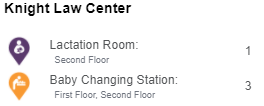 Knight Law Center
Lactation Room: 1
Second Floor
Baby Changing Station: 3
First Floor, Second Floor